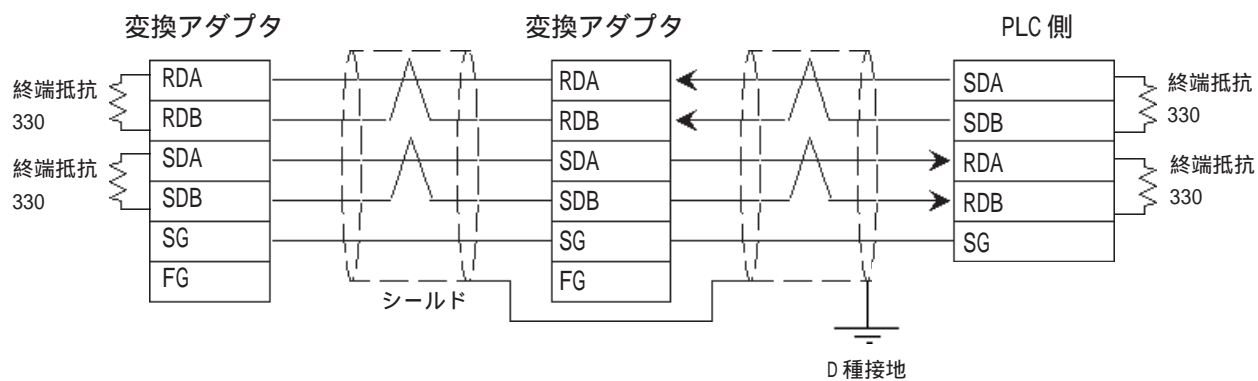 変換アダプタ
変換アダプタ
PLC 側
終端抵抗
330
終端抵抗
330
RDA
RDB
SDA
SDB
SG
FG
シールド
RDA
RDB
SDA
SDB
SG
FG
SDA
SDB
RDA
RDB
SG
終端抵抗
330
終端抵抗
330
D 種接地